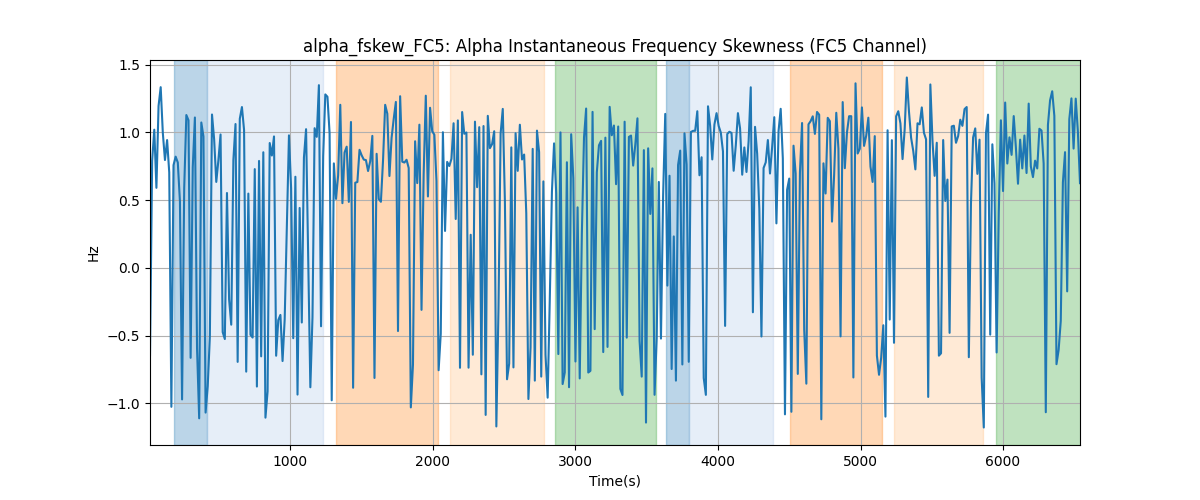 alpha_fskew_FC5: Alpha Instantaneous Frequency Skewness (FC5 Channel)
1.5
1.0
0.5
0.0
−0.5
−1.0
Hz
1000 2000 3000 4000 5000 6000
Time(s)